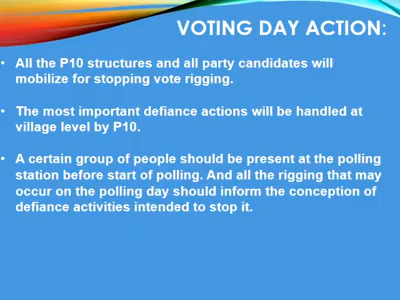 VOTING DAY ACTION:
• All the P10 structures and all party candidates will
mobilize for stopping vote rigging.
• The most important defiance actions will be handled at
village level by P10.
• A certain group of people should be present at the polling
station before start of polling. And all the rigging that may
occur on the polling day should inform the conception of
defiance activities intended to stop it.